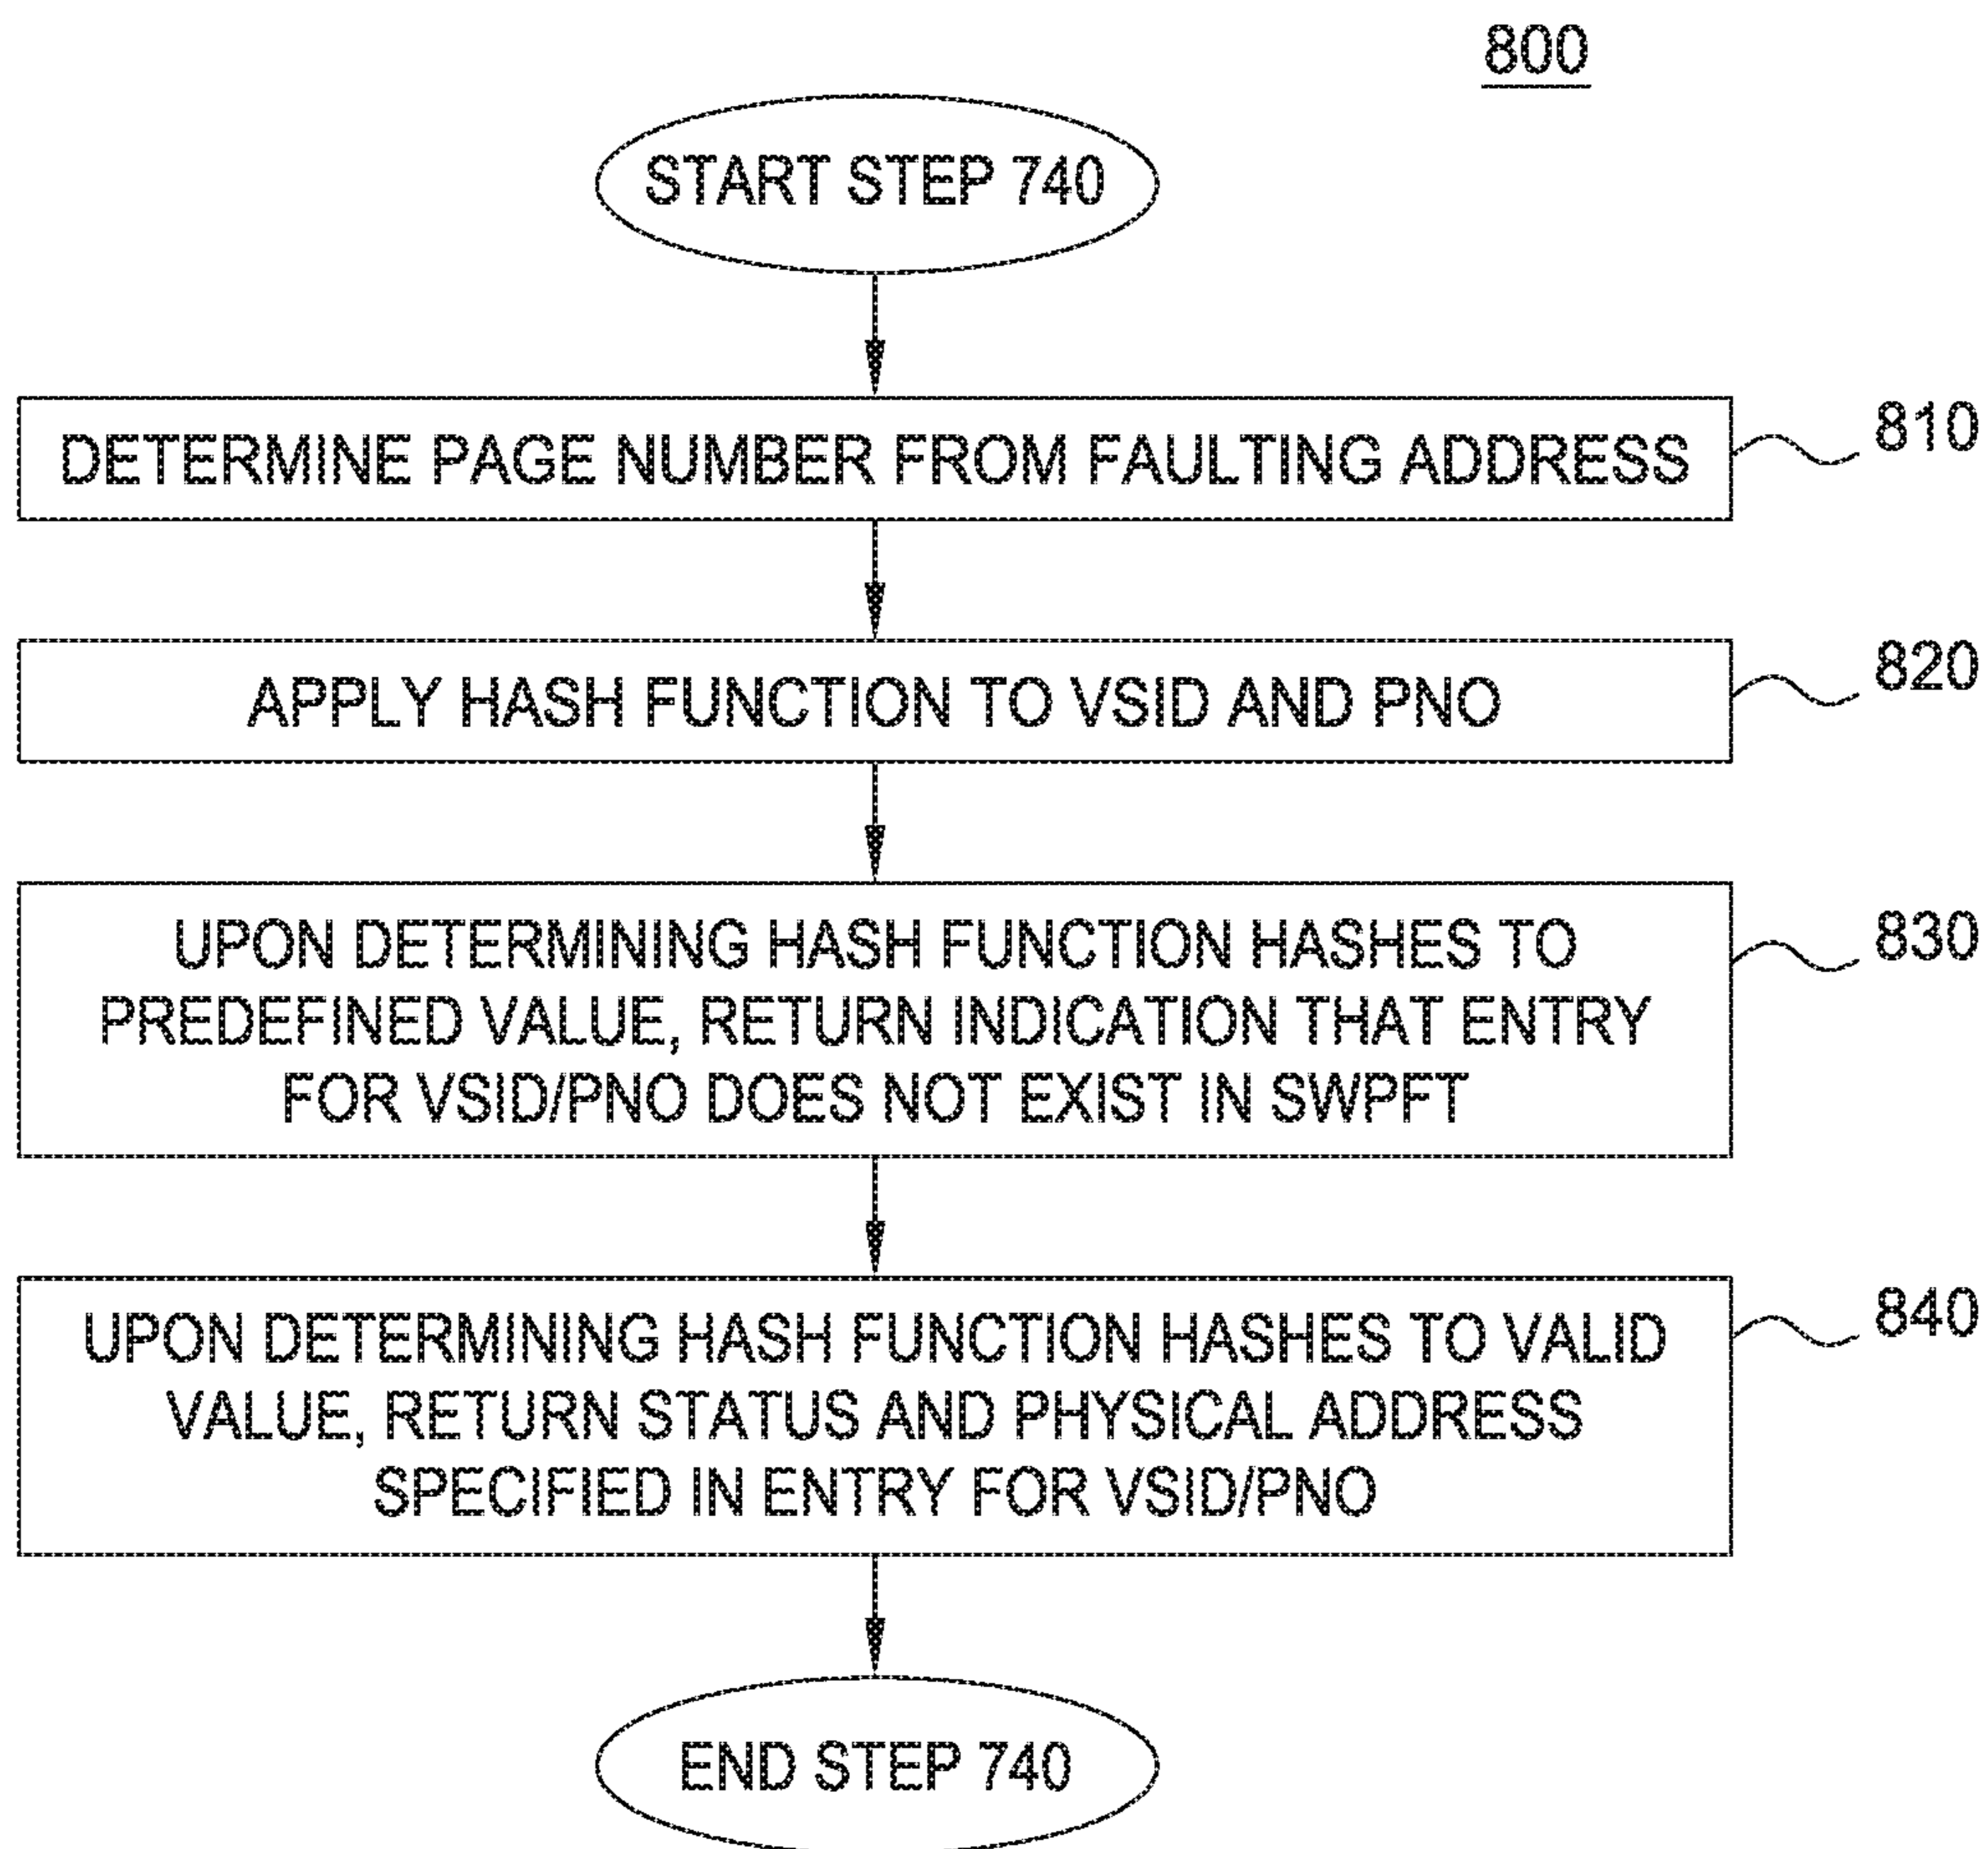 800
START STEP 740
DETERMINE PAGE NUMBER FROM FAULTING ADDRESS
810
APPLY HASH FUNCTION TO VSID AND PNO
820
UPON DETERMINING HASH FUNCTION HASHES TO
PREDEFINED VALUE, RETURN INDICATION THAT ENTRY
FOR VSID/PNO DOES NOT EXIST IN SWPFT
830
UPON DETERMINING HASH FUNCTION HASHES TO VALID
VALUE, RETURN STATUS AND PHYSICAL ADDRESS
SPECIFIED IN ENTRY FOR VSID/PNO
840
END STEP 740